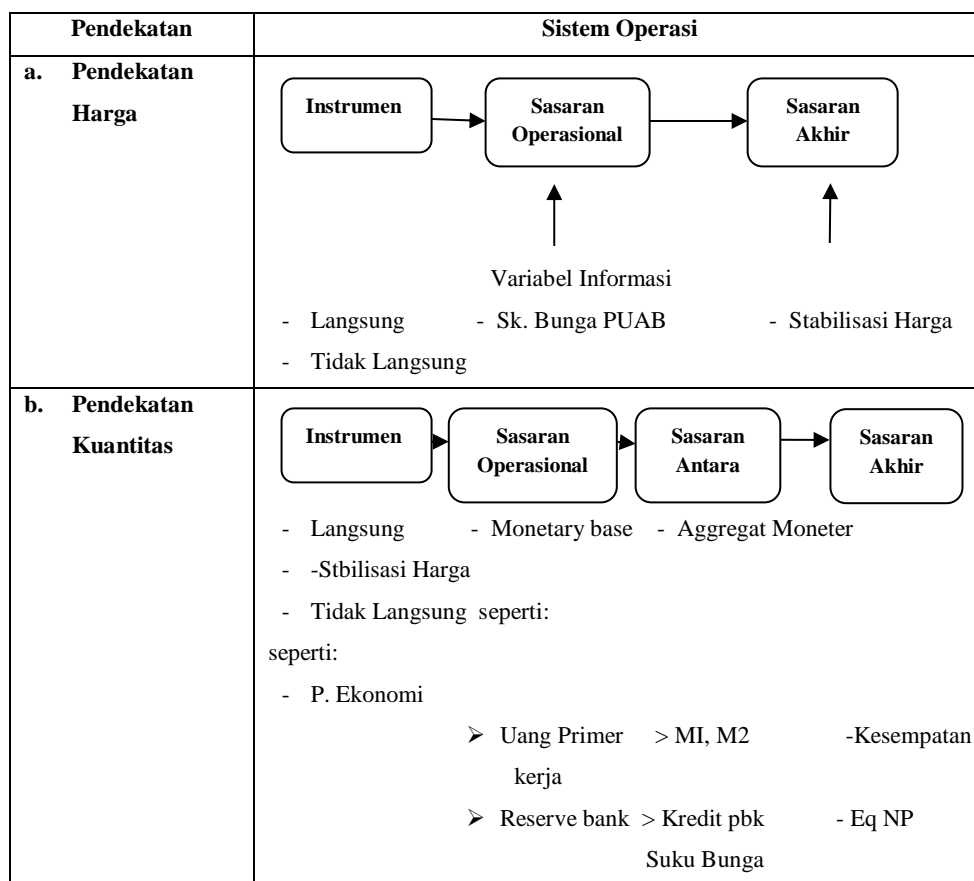 Pendekatan Sistem Operasi
a. Pendekatan
Harga
Instrumen Sasaran Sasaran
Operasional Akhir
Variabel Informasi
- Langsung - Sk. Bunga PUAB - Stabilisasi Harga
- Tidak Langsung
b. Pendekatan
Kuantitas
Instrumen Sasaran Sasaran Sasaran
Operasional Antara Akhir
- Langsung - Monetary base - Aggregat Moneter
- -Stbilisasi Harga
- Tidak Langsung seperti:
seperti:
- P. Ekonomi
➢ Uang Primer > MI, M2 -Kesempatan
kerja
➢ Reserve bank > Kredit pbk - Eq NP
Suku Bunga